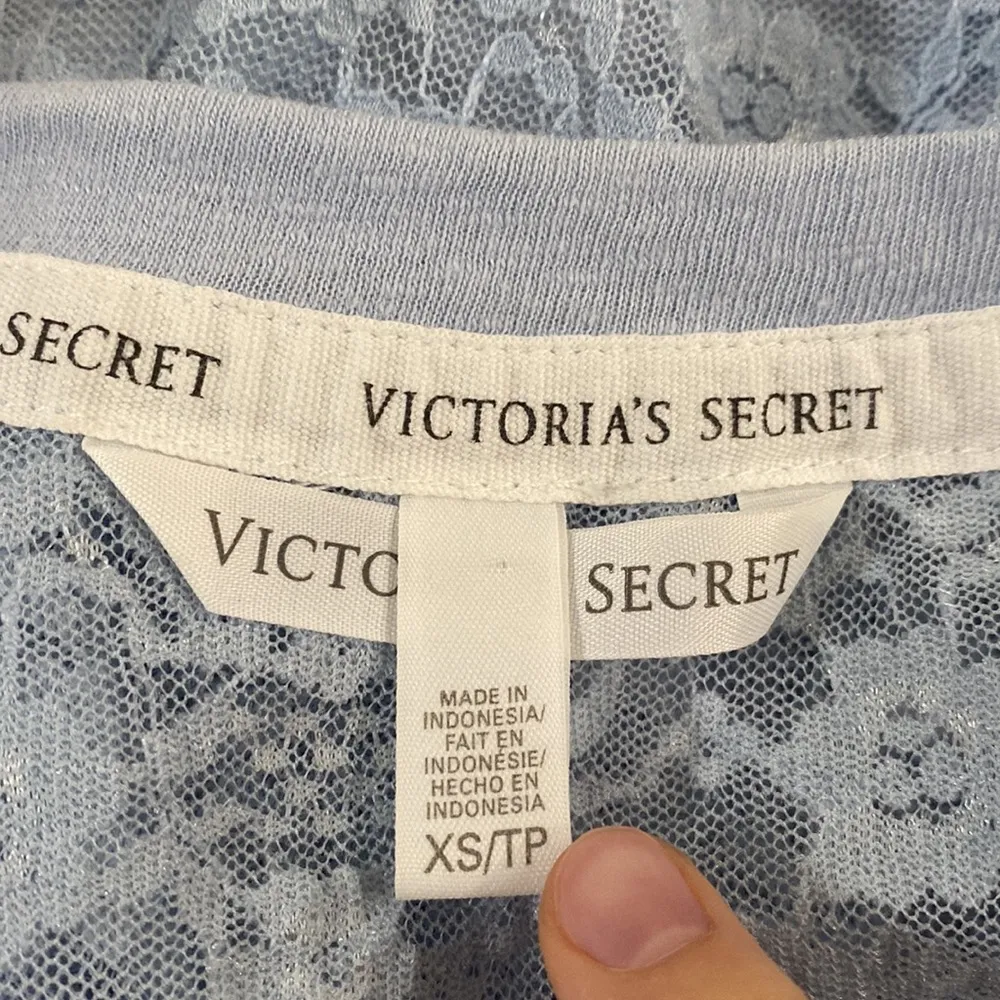 SECRET VICTORIA'S SECRET
VICTO SECRET
MADE IN
INDONESIA/
FAIT EN
INDONÉSIE/
HECHO EN
INDONESIA
XS/TP